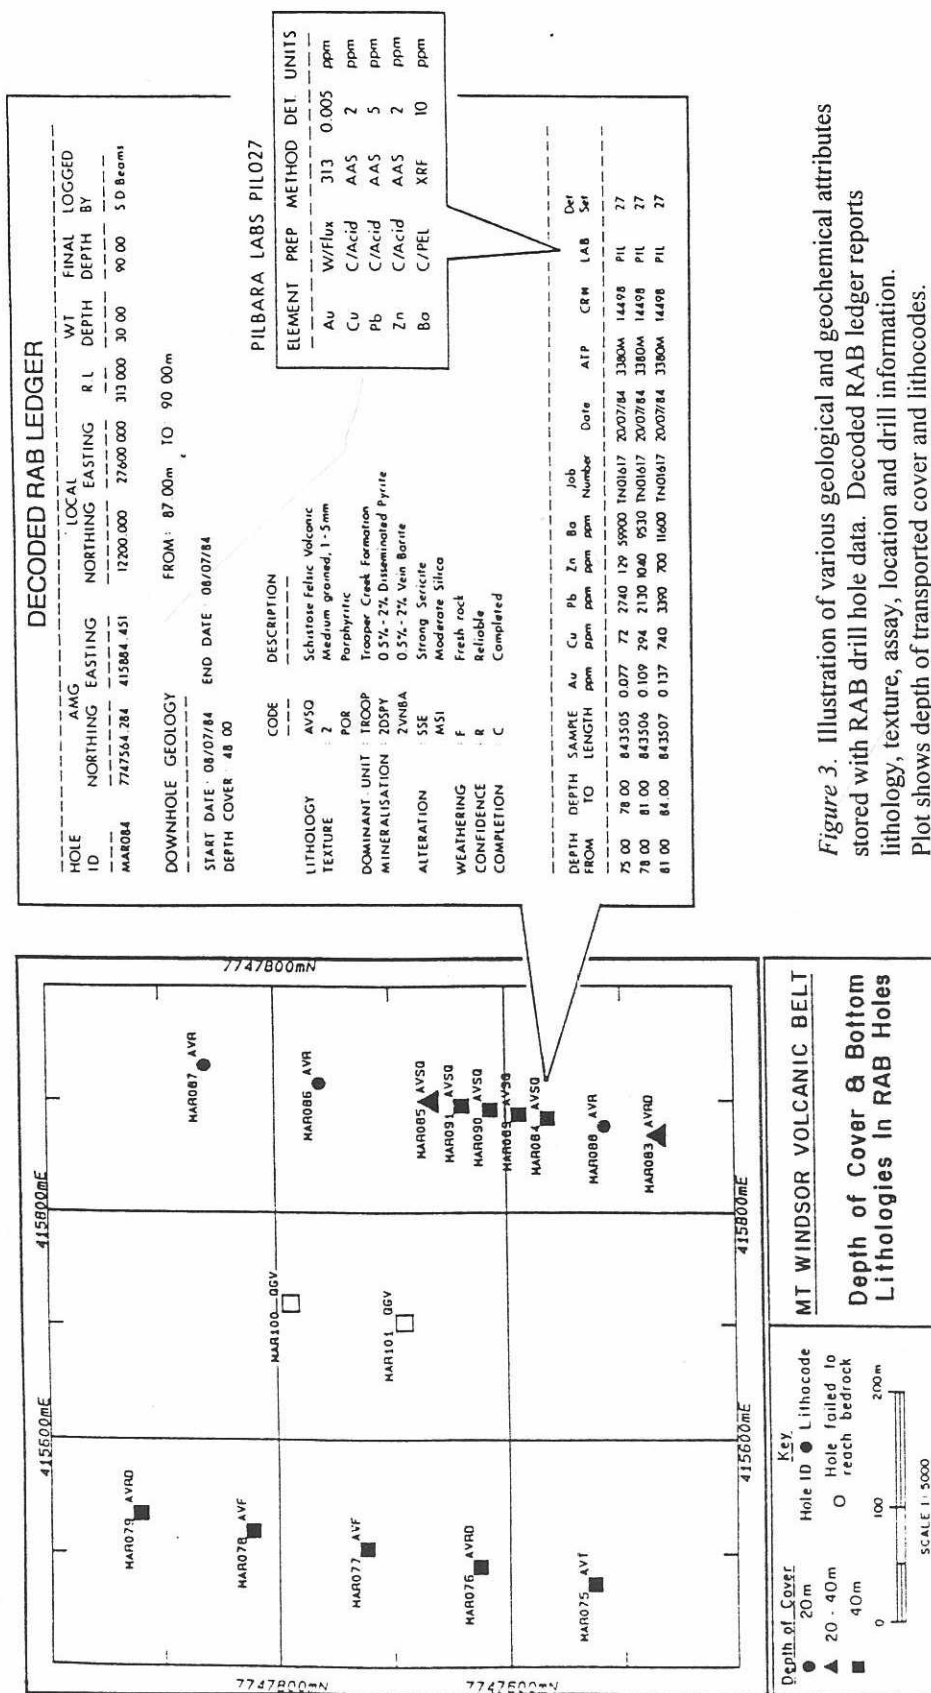 DECODED RAB LEDGER
HOLE AMG LOCAL WT FINAL LOGGED
ID NORTHING EASTING NORTHING EASTING R.L DEPTH DEPTH BY
MAR084 7747564.284 415884.451 12200.000 27600 000 313 000 30 00 90 00 S D Beams
DOWNHOLE GEOLOGY FROM: 87.00m TO 90 00m
START DATE : 08/07/84 END DATE : 08/07/84
DEPTH COVER : 48 00
CODE DESCRIPTION
LITHOLOGY : AVSQ Schistose Felsic Volcanic
TEXTURE : 2 Medium grained, 1-5mm
POR Porphyritic
DOMINANT UNIT : TROOP Trooper Creek Formation
MINERALISATION : 2DSPY 0 5% - 2% Disseminated Pyrite
2VNBA 0.5% - 2% Vein Barite
ALTERATION : SSE Strong Sericite
MSI Moderate Silica
WEATHERING : F Fresh rock
CONFIDENCE : R Reliable
COMPLETION : C Completed
PILBARA LABS PIL027
ELEMENT PREP METHOD DET. UNITS
Au W/Flux 313 0.005 ppm
Cu C/Acid AAS 2 ppm
Pb C/Acid AAS 5 ppm
Zn C/Acid AAS 2 ppm
Ba C/PEL XRF 10 ppm
DEPTH DEPTH SAMPLE Au Cu Pb Zn Ba Job Date ATP CRM LAB Det
FROM TO LENGTH ppm ppm ppm ppm ppm Number Set
75 00 78 00 843505 0.077 72 2740 129 59900 TN01617 20/07/84 3380M 14498 PIL 27
78 00 81 00 843506 0 109 294 2130 1040 9530 TN01617 20/07/84 3380M 14498 PIL 27
81 00 84.00 843507 0 137 740 3390 700 11600 TN01617 20/07/84 3380M 14498 PIL 27
415600mE 415800mE
7747800mN 7747800mN
MAR079 AVRD
MAR078 AVF
MAR077 AVF
MAR076 AVRD
MAR075 AVF
MAR100 QGV
MAR101 QGV
MAR087 AVR
MAR086 AVR
MAR085 AVSQ
MAR091 AVSQ
MAR090 AVSQ
MAR089 AVSQ
MAR084 AVSQ
MAR088 AVR
MAR083 AVRD
7747600mN
415600mE 415800mE
Depth of Cover
20m
20 - 40m
40m
Key
Hole ID Lithocode
Hole failed to
reach bedrock
0 100 200m
SCALE 1:5000
MT WINDSOR VOLCANIC BELT
Depth of Cover & Bottom
Lithologies In RAB Holes
Figure 3. Illustration of various geological and geochemical attributes
stored with RAB drill hole data. Decoded RAB ledger reports
lithology, texture, assay, location and drill information.
Plot shows depth of transported cover and lithocodes.